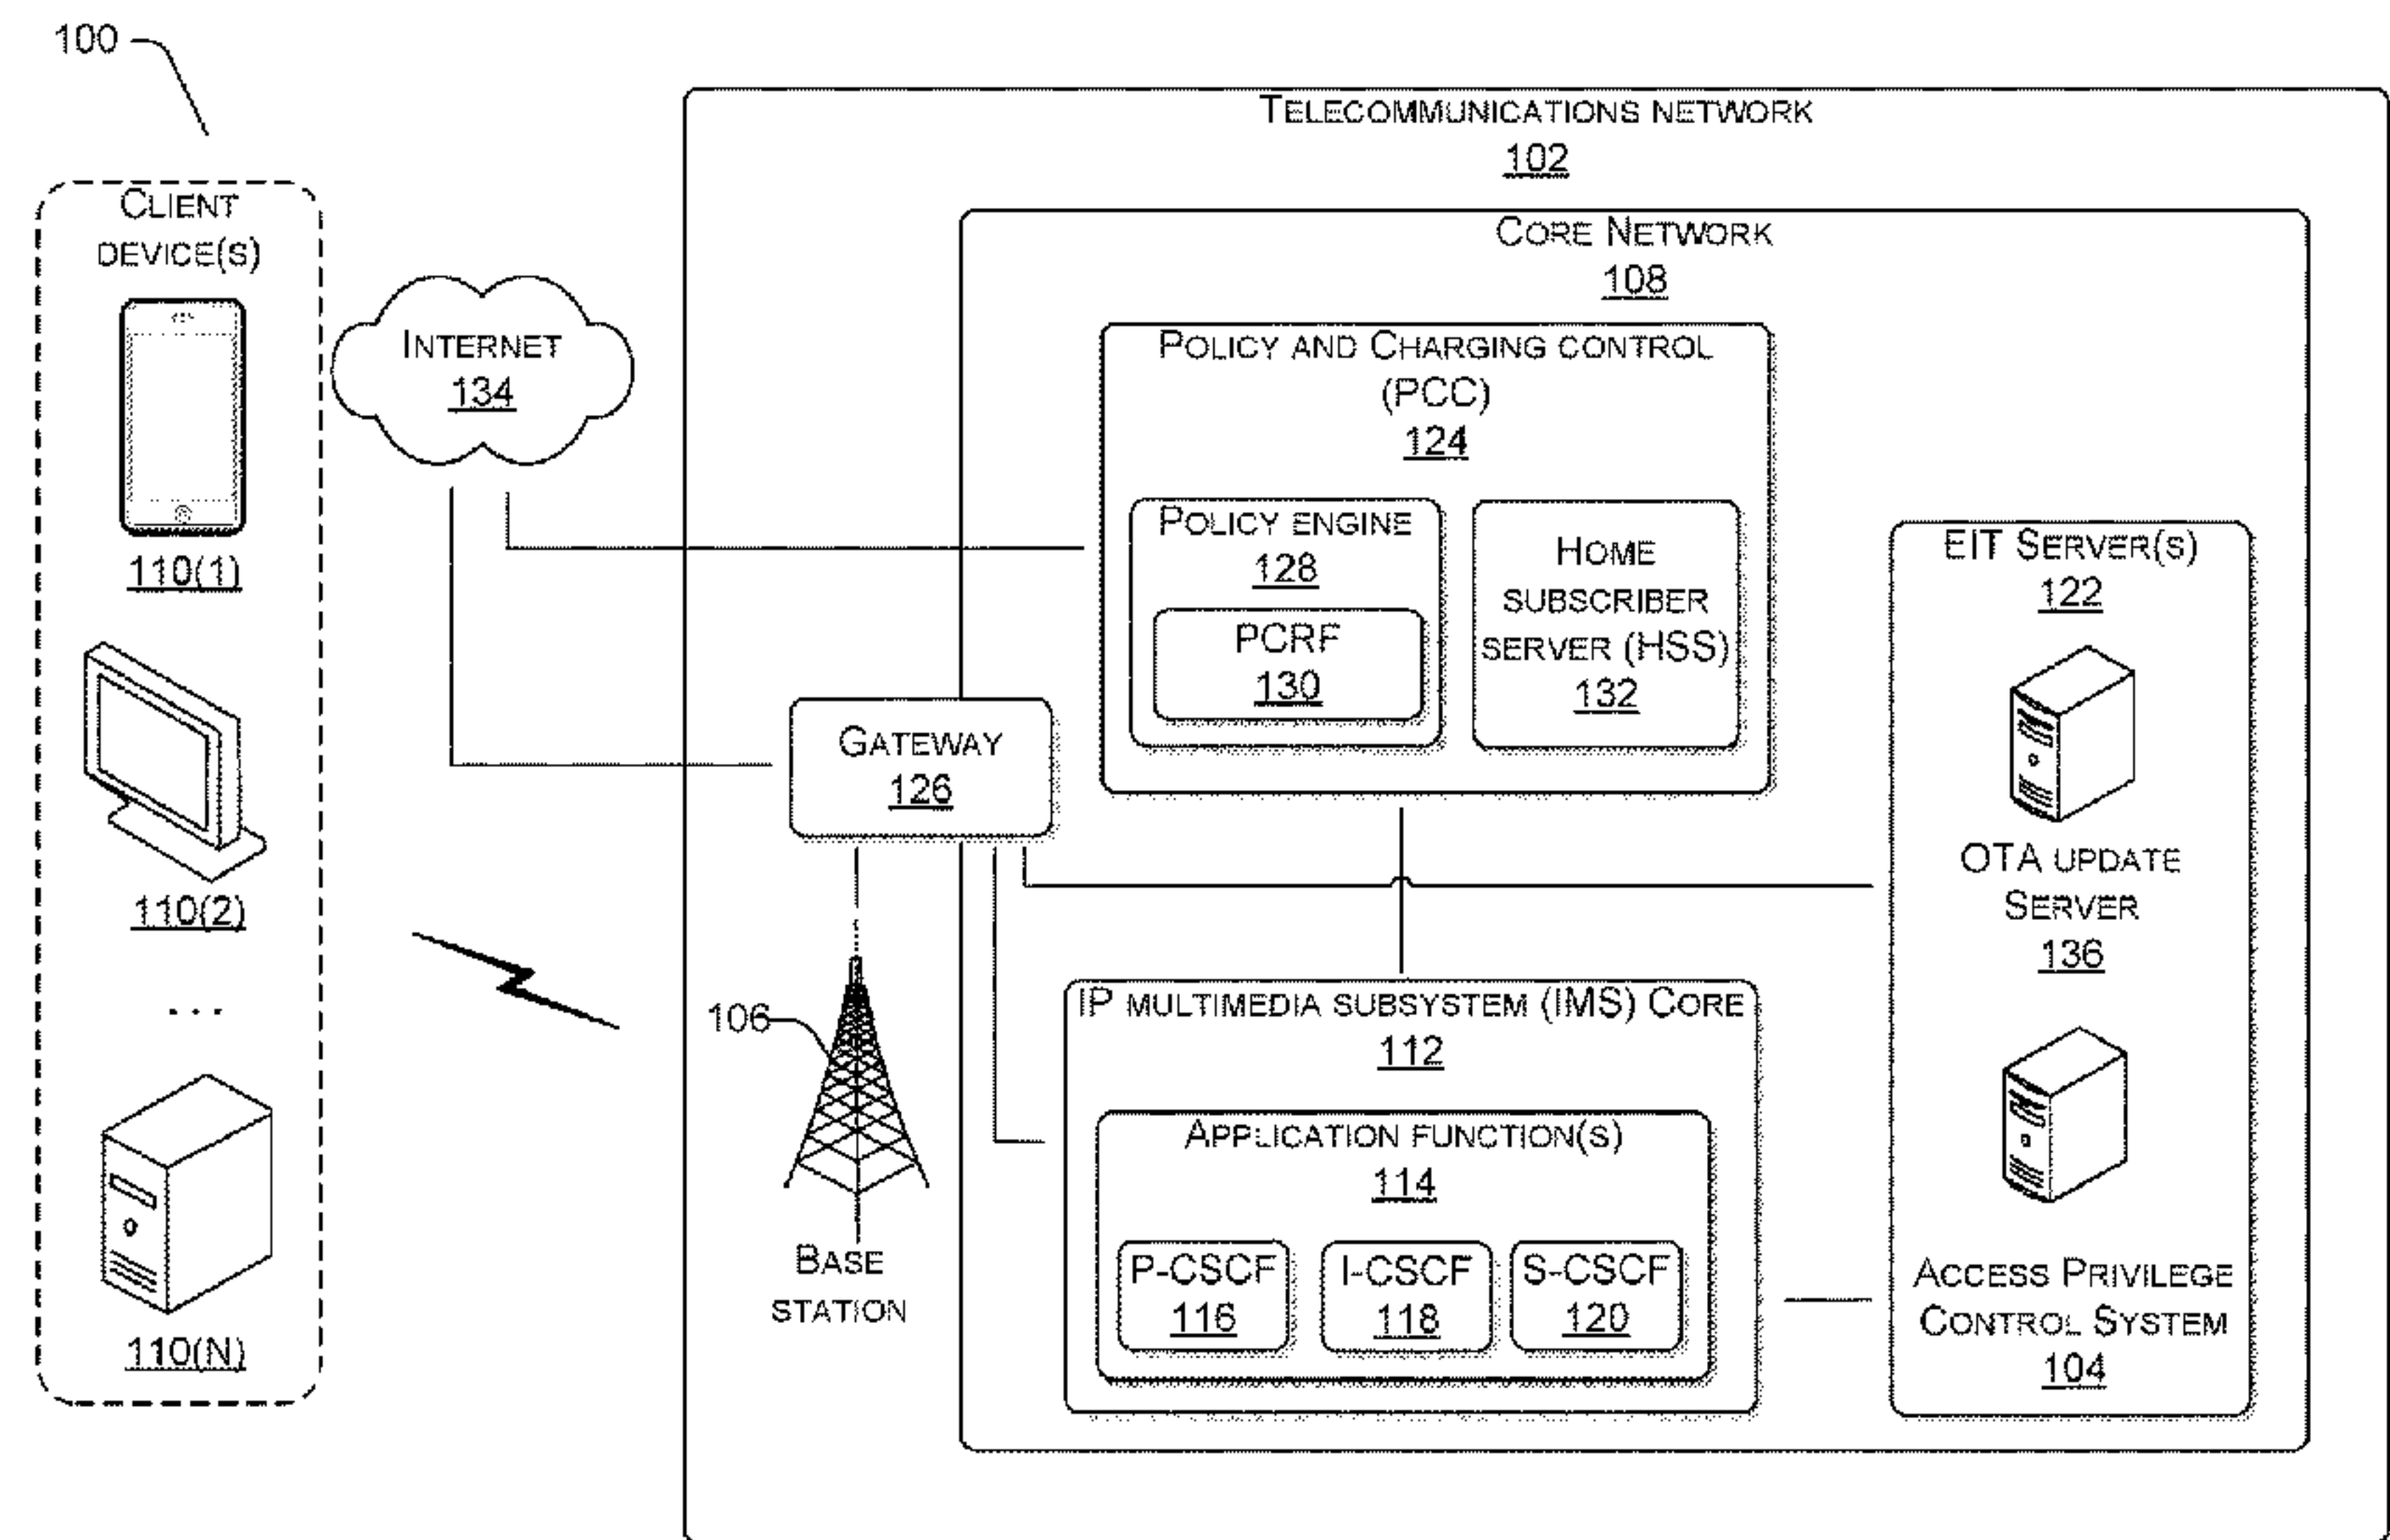 100
TELECOMMUNICATIONS NETWORK
102
CLIENT
DEVICE(S)
110(1)
110(2)
...
110(N)
INTERNET
134
CORE NETWORK
108
POLICY AND CHARGING CONTROL
(PCC)
124
POLICY ENGINE
128
PCRF
130
HOME
SUBSCRIBER
SERVER (HSS)
132
GATEWAY
126
106
BASE
STATION
IP MULTIMEDIA SUBSYSTEM (IMS) CORE
112
APPLICATION FUNCTION(S)
114
P-CSCF
116
I-CSCF
118
S-CSCF
120
EIT SERVER(S)
122
OTA UPDATE
SERVER
136
ACCESS PRIVILEGE
CONTROL SYSTEM
104